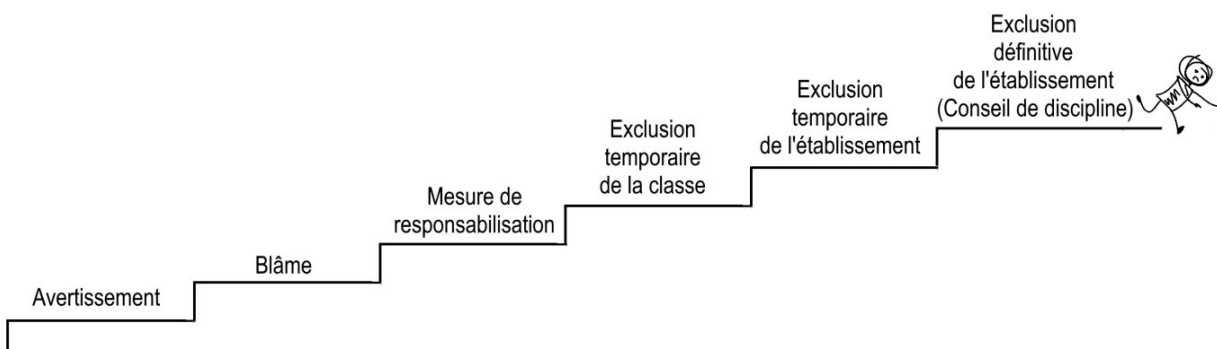 Avertissement
Blâme
Mesure de
responsabilisation
Exclusion
temporaire
de la classe
Exclusion
temporaire
de l'établissement
Exclusion
définitive
de l'établissement
(Conseil de discipline)